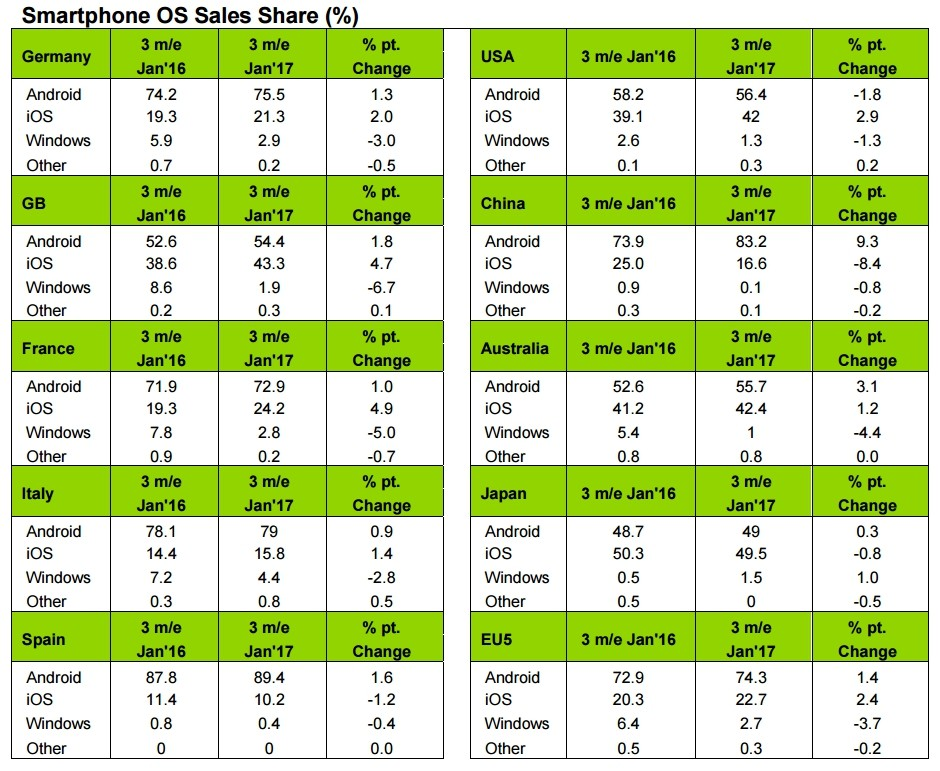 Smartphone OS Sales Share (%)
Germany 3 m/e Jan'16 3 m/e Jan'17 % pt. Change
Android 74.2 75.5 1.3
iOS 19.3 21.3 2.0
Windows 5.9 2.9 -3.0
Other 0.7 0.2 -0.5
GB 3 m/e Jan'16 3 m/e Jan'17 % pt. Change
Android 52.6 54.4 1.8
iOS 38.6 43.3 4.7
Windows 8.6 1.9 -6.7
Other 0.2 0.3 0.1
France 3 m/e Jan'16 3 m/e Jan'17 % pt. Change
Android 71.9 72.9 1.0
iOS 19.3 24.2 4.9
Windows 7.8 2.8 -5.0
Other 0.9 0.2 -0.7
Italy 3 m/e Jan'16 3 m/e Jan'17 % pt. Change
Android 78.1 79 0.9
iOS 14.4 15.8 1.4
Windows 7.2 4.4 -2.8
Other 0.3 0.8 0.5
Spain 3 m/e Jan'16 3 m/e Jan'17 % pt. Change
Android 87.8 89.4 1.6
iOS 11.4 10.2 -1.2
Windows 0.8 0.4 -0.4
Other 0 0 0.0
USA 3 m/e Jan'16 3 m/e Jan'17 % pt. Change
Android 58.2 56.4 -1.8
iOS 39.1 42 2.9
Windows 2.6 1.3 -1.3
Other 0.1 0.3 0.2
China 3 m/e Jan'16 3 m/e Jan'17 % pt. Change
Android 73.9 83.2 9.3
iOS 25.0 16.6 -8.4
Windows 0.9 0.1 -0.8
Other 0.3 0.1 -0.2
Australia 3 m/e Jan'16 3 m/e Jan'17 % pt. Change
Android 52.6 55.7 3.1
iOS 41.2 42.4 1.2
Windows 5.4 1 -4.4
Other 0.8 0.8 0.0
Japan 3 m/e Jan'16 3 m/e Jan'17 % pt. Change
Android 48.7 49 0.3
iOS 50.3 49.5 -0.8
Windows 0.5 1.5 1.0
Other 0.5 0 -0.5
EU5 3 m/e Jan'16 3 m/e Jan'17 % pt. Change
Android 72.9 74.3 1.4
iOS 20.3 22.7 2.4
Windows 6.4 2.7 -3.7
Other 0.5 0.3 -0.2